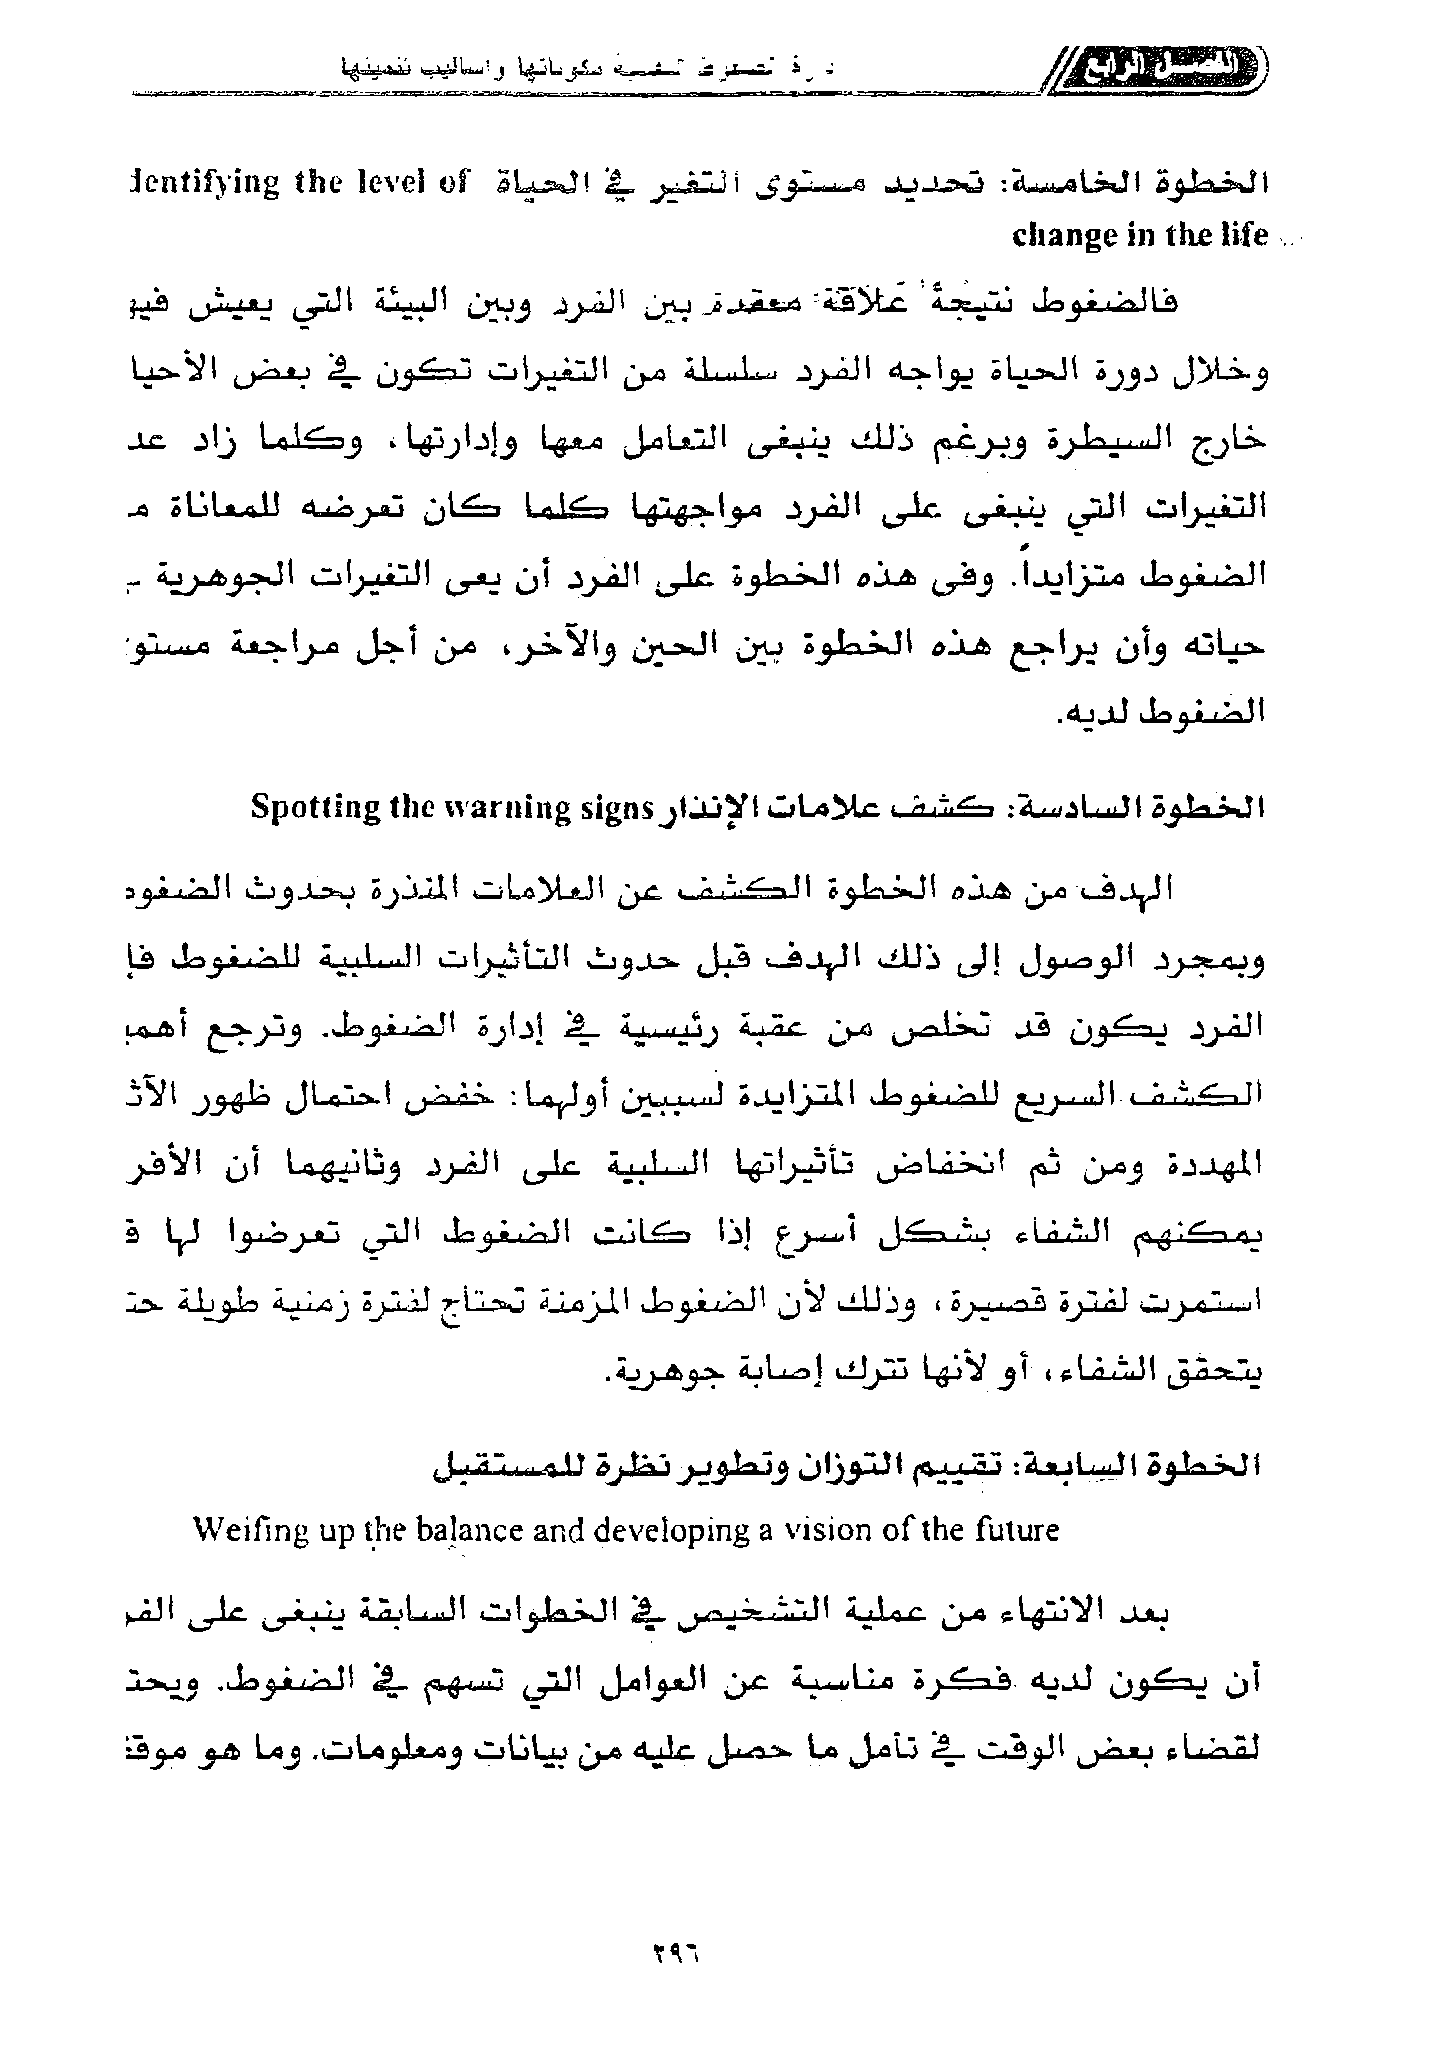 الفصل الرابع
مكوناتها وأساليب تنميتها
الخطوة الخامسة: تحديد مستوى التغير في الحياة dentifying the level of
change in the life
فالضغوط نتيجة علاقة معقدة بين الفرد وبين البيئة التي يعيش فيه
وخلال دورة الحياة يواجه الفرد سلسلة من التغيرات تكون في بعض الأحيا
خارج السيطرة وبرغم ذلك ينبغى التعامل معها وإدارتها، وكلما زاد عد
التغيرات التي ينبغى على الفرد مواجهتها كلما كان تعرضه للمعاناة مـ
الضغوط متزايداً. وفى هذه الخطوة على الفرد أن يعى التغيرات الجوهرية
حياته وأن يراجع هذه الخطوة بين الحين والآخر، من أجل مراجعة مستو
الضغوط لديه.
الخطوة السادسة: كشف علامات الإنذار Spotting the warning signs
الهدف من هذه الخطوة الكشف عن العلامات المنذرة بحدوث الضغوط
وبمجرد الوصول إلى ذلك الهدف قبل حدوث التأثيرات السلبية للضغوط فإ
الفرد يكون قد تخلص من عقبة رئيسية في إدارة الضغوط. وترجع أهمي
الكشف السريع للضغوط المتزايدة لسببين أولهما: خفض احتمال ظهور الآثـ
المهددة ومن ثم انخفاض تأثيراتها السلبية على الفرد وثانيهما أن الأفر
يمكنهم الشفاء بشكل أسرع إذا كانت الضغوط التي تعرضوا لها قـ
استمرت لفترة قصيرة، وذلك لأن الضغوط المزمنة تحتاج لفترة زمنية طويلة حتـ
يتحقق الشفاء، أو لأنها تترك إصابة جوهرية.
الخطوة السابعة: تقييم التوزان وتطوير نظرة للمستقبل
Weifing up the balance and developing a vision of the future
بعد الانتهاء من عملية التشخيص في الخطوات السابقة ينبغى على الفر
أن يكون لديه فكرة مناسبة عن العوامل التي تسهم في الضغوط. ويحتـ
لقضاء بعض الوقت في تأمل ما حصل عليه من بيانات ومعلومات. وما هو موقفـ
٢٩٦